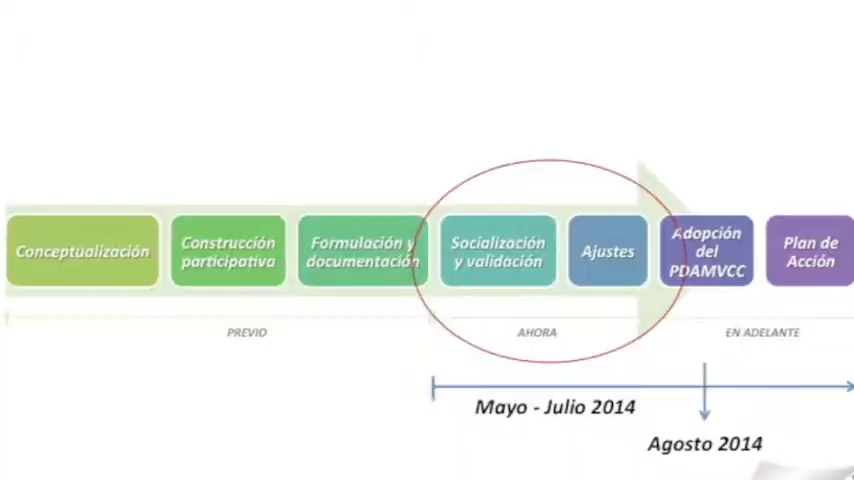 Conceptualización
Construcción
participativa
Formulación y
documentación
Socialización
y validación
Ajustes
Adopción
del
PDAMVCC
Plan de
Acción
PREVIO
AHORA
EN ADELANTE
Mayo - Julio 2014
Agosto 2014